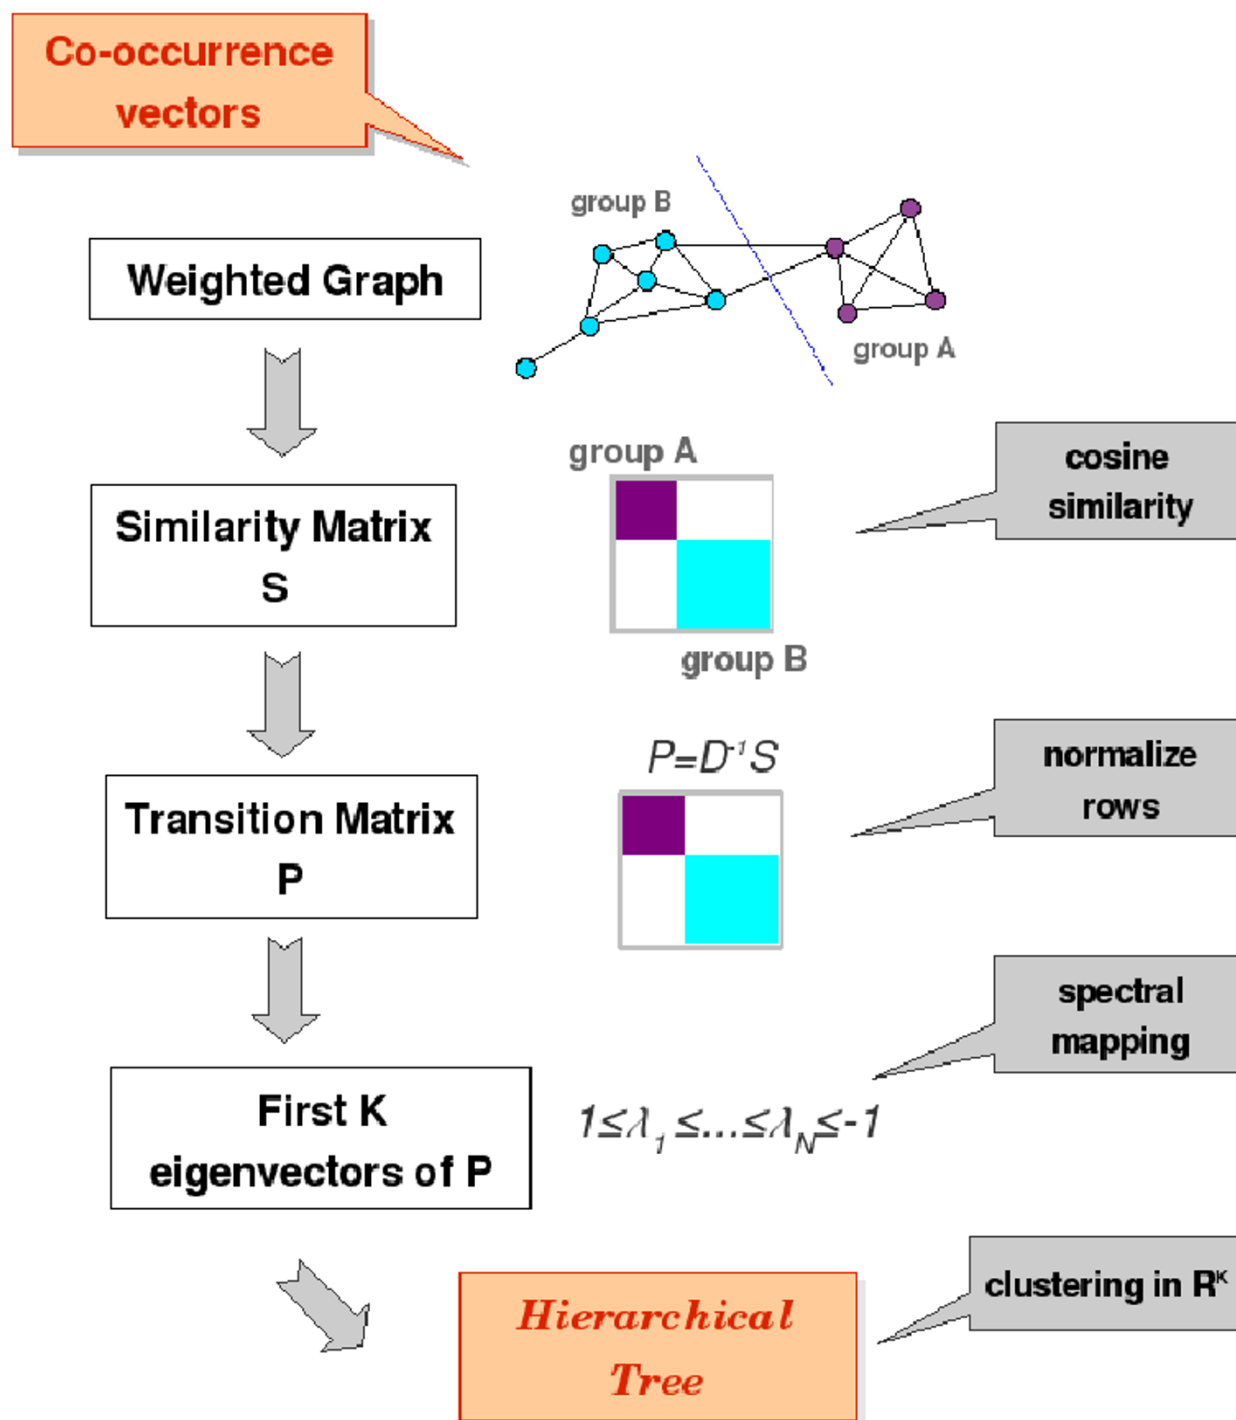 Co-occurrence
vectors
group B
Weighted Graph
group A
group A
cosine
similarity
Similarity Matrix
S
group B
P=D⁻¹S
normalize
rows
Transition Matrix
P
spectral
mapping
First K
eigenvectors of P
1≤λ₁≤...≤λ_N≤-1
clustering in Rᴷ
Hierarchical
Tree